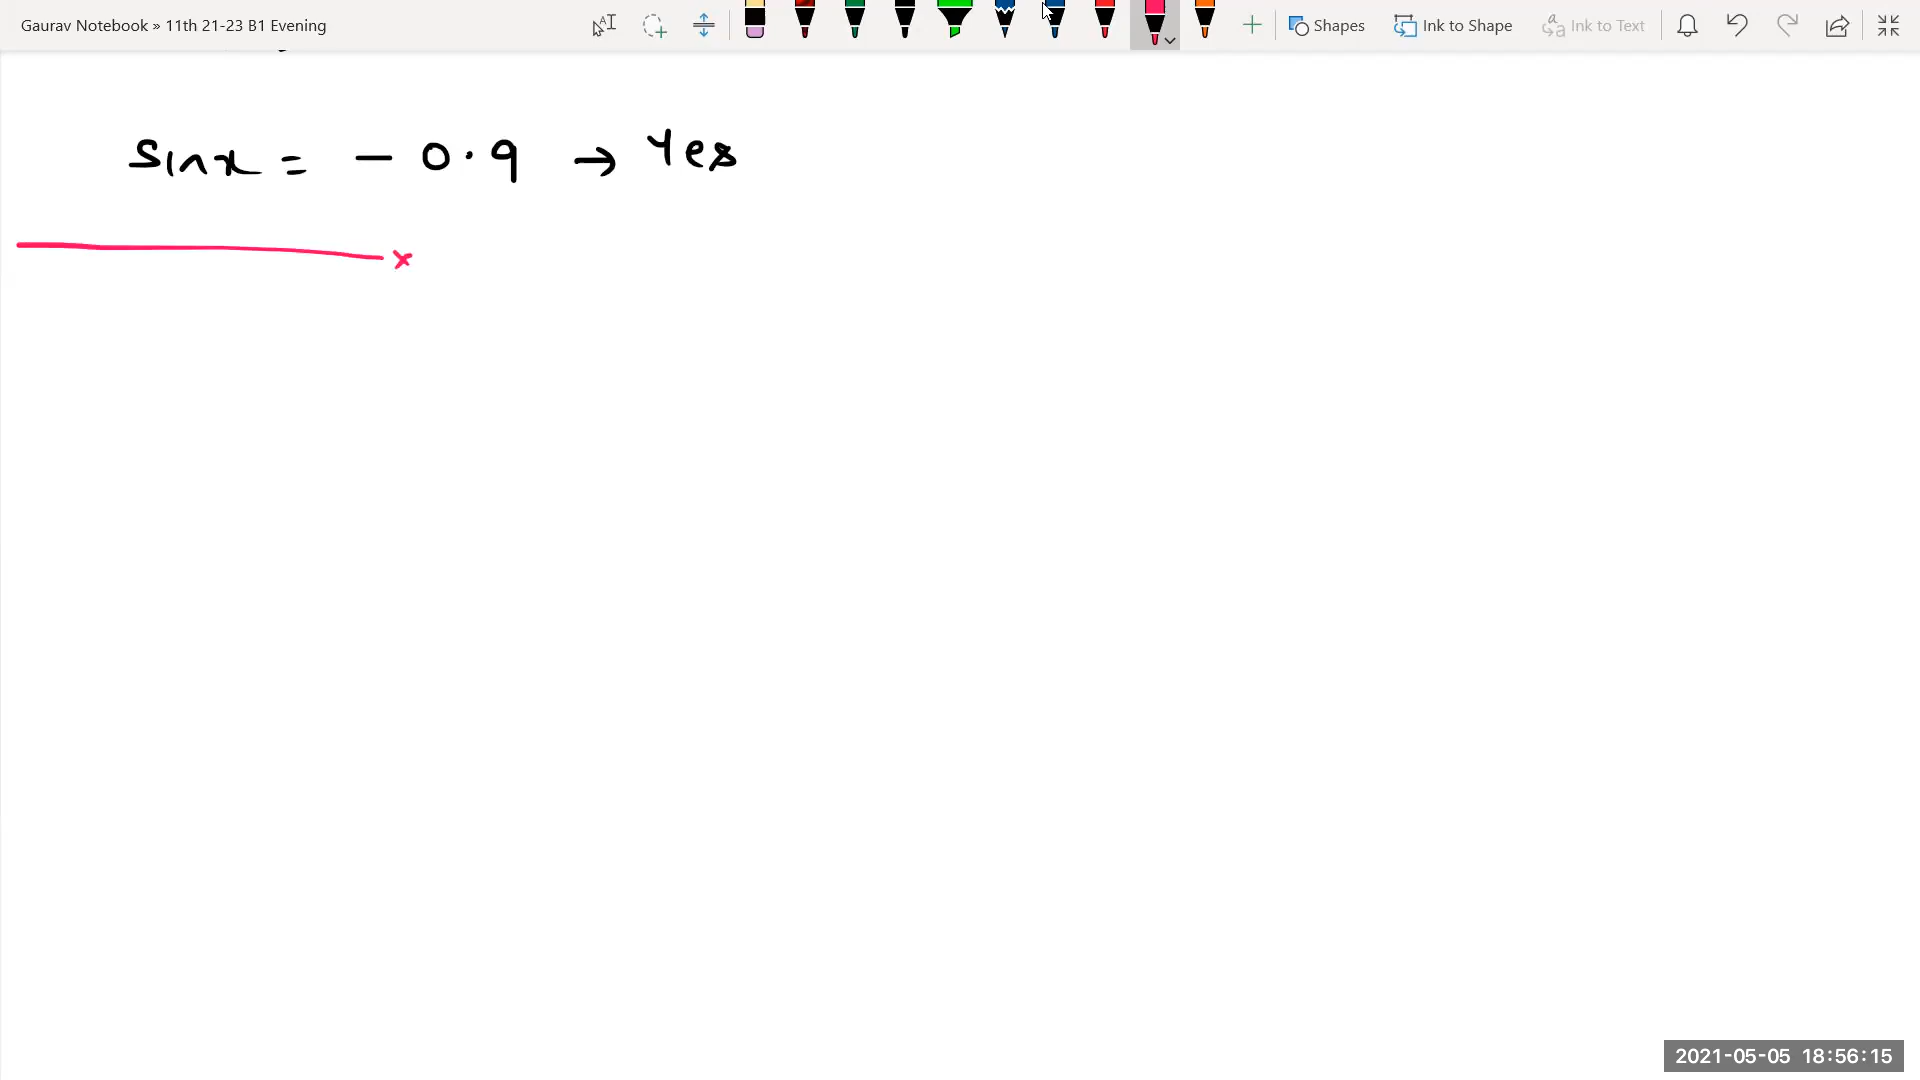 Gaurav Notebook » 11th 21-23 B1 Evening
Shapes
Ink to Shape
Ink to Text
Sinx = - 0.9 → Yes
2021-05-05 18:56:15